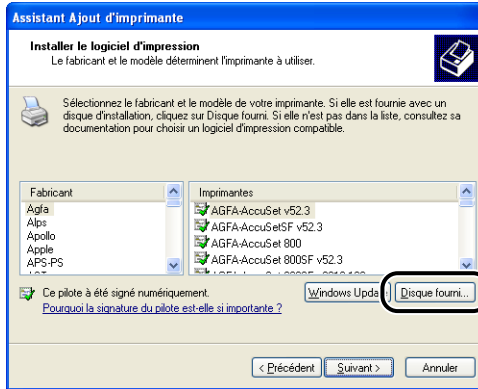 Assistant Ajout d'imprimante
Installer le logiciel d'impression
Le fabricant et le modèle déterminent l'imprimante à utiliser.
Sélectionnez le fabricant et le modèle de votre imprimante. Si elle est fournie avec un
disque d'installation, cliquez sur Disque fourni. Si elle n'est pas dans la liste, consultez sa
documentation pour choisir un logiciel d'impression compatible.
Fabricant
Agfa
Alps
Apollo
Apple
APS-PS
Imprimantes
AGFA-AccuSet v52.3
AGFA-AccuSetSF v52.3
AGFA-AccuSet 800
AGFA-AccuSet 800SF v52.3
Ce pilote à été signé numériquement.
Pourquoi la signature du pilote est-elle si importante ?
Windows Upda
Disque fourni...
< Précédent
Suivant >
Annuler